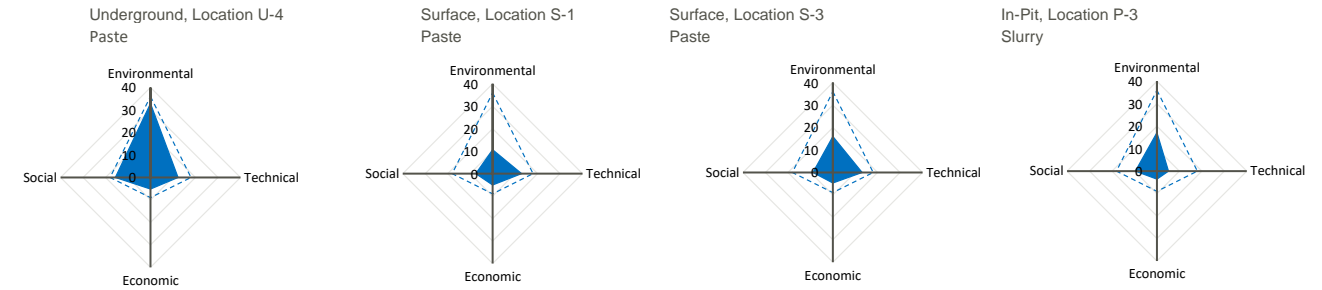 Underground, Location U-4
Paste
Environmental
40
30
20
10
0
Social
Technical
Economic
Surface, Location S-1
Paste
Environmental
40
30
20
10
0
Social
Technical
Economic
Surface, Location S-3
Paste
Environmental
40
30
20
10
0
Social
Technical
Economic
In-Pit, Location P-3
Slurry
Environmental
40
30
20
10
0
Social
Technical
Economic